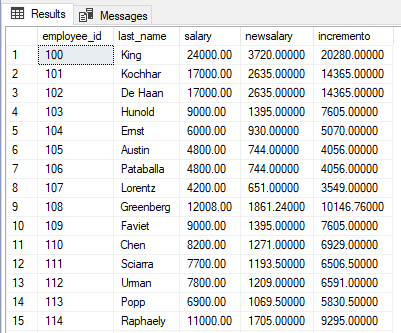 Results Messages
employee_id last_name salary newsalary incremento
1 100 King 24000.00 3720.00000 20280.00000
2 101 Kochhar 17000.00 2635.00000 14365.00000
3 102 De Haan 17000.00 2635.00000 14365.00000
4 103 Hunold 9000.00 1395.00000 7605.00000
5 104 Ernst 6000.00 930.00000 5070.00000
6 105 Austin 4800.00 744.00000 4056.00000
7 106 Pataballa 4800.00 744.00000 4056.00000
8 107 Lorentz 4200.00 651.00000 3549.00000
9 108 Greenberg 12008.00 1861.24000 10146.76000
10 109 Faviet 9000.00 1395.00000 7605.00000
11 110 Chen 8200.00 1271.00000 6929.00000
12 111 Sciarra 7700.00 1193.50000 6506.50000
13 112 Urman 7800.00 1209.00000 6591.00000
14 113 Popp 6900.00 1069.50000 5830.50000
15 114 Raphaely 11000.00 1705.00000 9295.00000